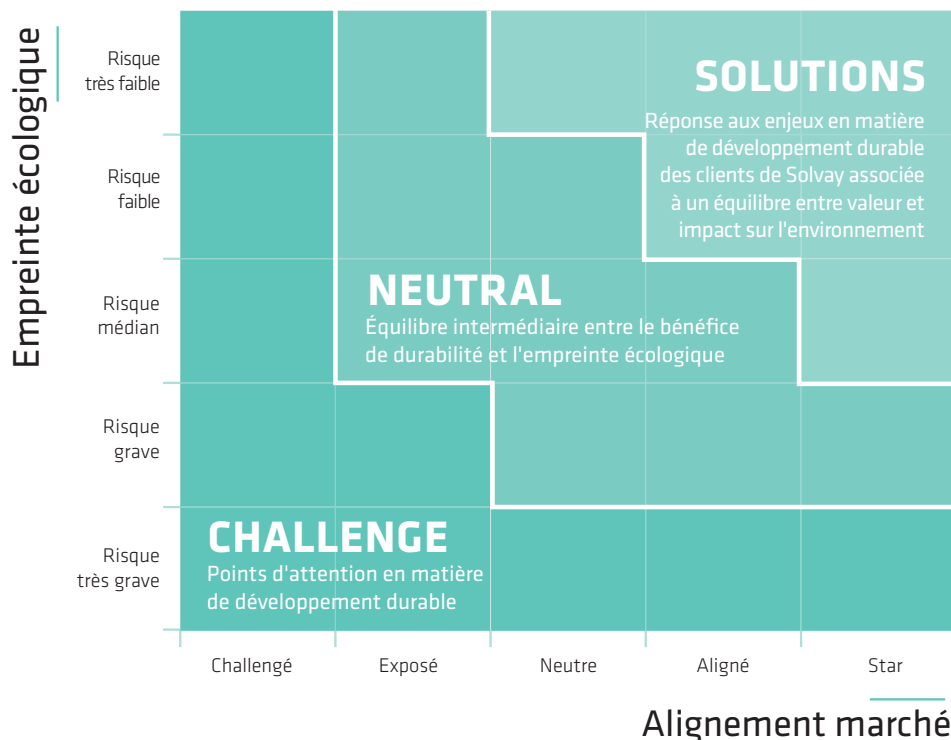 Empreinte écologique
Risque
très faible
Risque
faible
Risque
médian
Risque
grave
Risque
très grave
SOLUTIONS
Réponse aux enjeux en matière
de développement durable
des clients de Solvay associée
à un équilibre entre valeur et
impact sur l'environnement
NEUTRAL
Équilibre intermédiaire entre le bénéfice
de durabilité et l'empreinte écologique
CHALLENGE
Points d'attention en matière
de développement durable
Challengé
Exposé
Neutre
Aligné
Star
Alignement marché